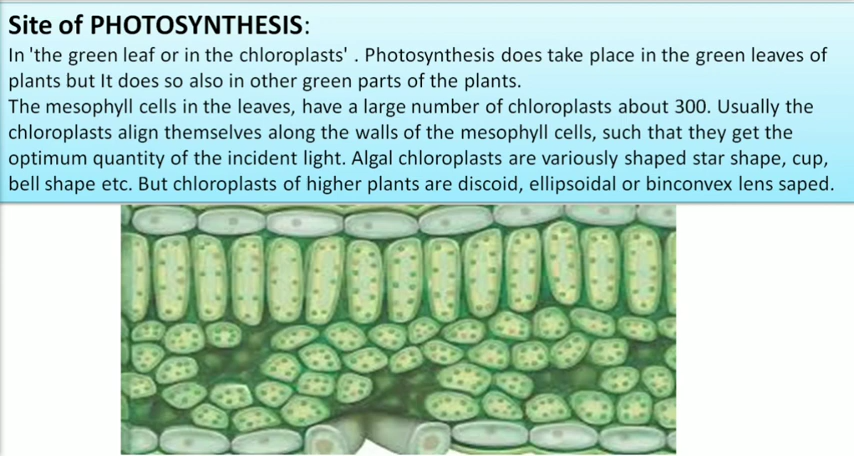 Site of PHOTOSYNTHESIS:
In 'the green leaf or in the chloroplasts' . Photosynthesis does take place in the green leaves of
plants but It does so also in other green parts of the plants.
The mesophyll cells in the leaves, have a large number of chloroplasts about 300. Usually the
chloroplasts align themselves along the walls of the mesophyll cells, such that they get the
optimum quantity of the incident light. Algal chloroplasts are variously shaped star shape, cup,
bell shape etc. But chloroplasts of higher plants are discoid, ellipsoidal or binconvex lens saped.